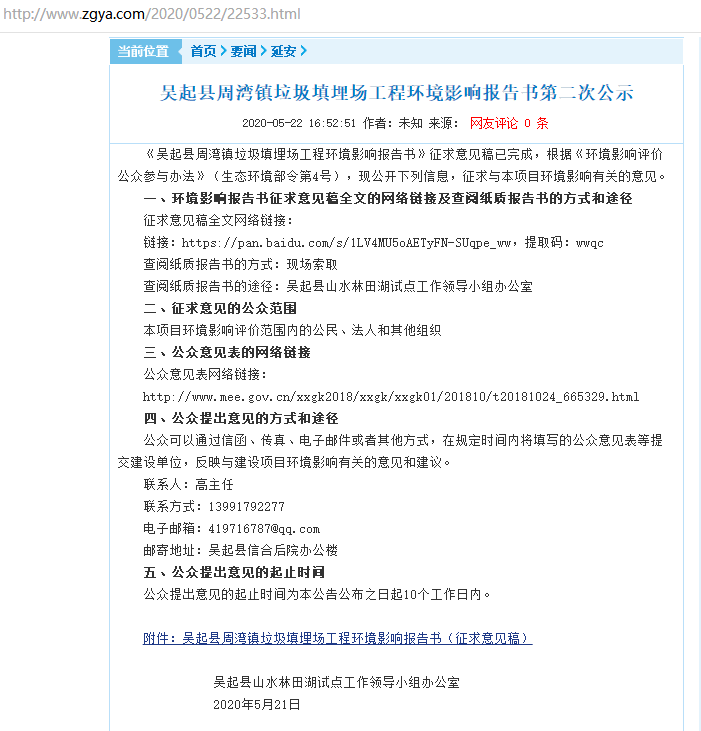 http://www.zgya.com/2020/0522/22533.html
当前位置 首页 > 要闻 > 延安 >
吴起县周湾镇垃圾填埋场工程环境影响报告书第二次公示
2020-05-22 16:52:51 作者：未知 来源： 网友评论 0 条
《吴起县周湾镇垃圾填埋场工程环境影响报告书》征求意见稿已完成，根据《环境影响评价
公众参与办法》（生态环境部令第4号），现公开下列信息，征求与本项目环境影响有关的意见。
一、环境影响报告书征求意见稿全文的网络链接及查阅纸质报告书的方式和途径
征求意见稿全文网络链接：
链接：https://pan.baidu.com/s/1LV4MU5oAETyFN-SUqpe_ww，提取码：wwqc
查阅纸质报告书的方式：现场索取
查阅纸质报告书的途径：吴起县山水林田湖试点工作领导小组办公室
二、征求意见的公众范围
本项目环境影响评价范围内的公民、法人和其他组织
三、公众意见表的网络链接
公众意见表网络链接：
http://www.mee.gov.cn/xxgk2018/xxgk/xxgk01/201810/t20181024_665329.html
四、公众提出意见的方式和途径
公众可以通过信函、传真、电子邮件或者其他方式，在规定时间内将填写的公众意见表等提
交建设单位，反映与建设项目环境影响有关的意见和建议。
联系人：高主任
联系方式：13991792277
电子邮箱：419716787@qq.com
邮寄地址：吴起县信合后院办公楼
五、公众提出意见的起止时间
公众提出意见的起止时间为本公告公布之日起10个工作日内。
附件：吴起县周湾镇垃圾填埋场工程环境影响报告书（征求意见稿）
吴起县山水林田湖试点工作领导小组办公室
2020年5月21日